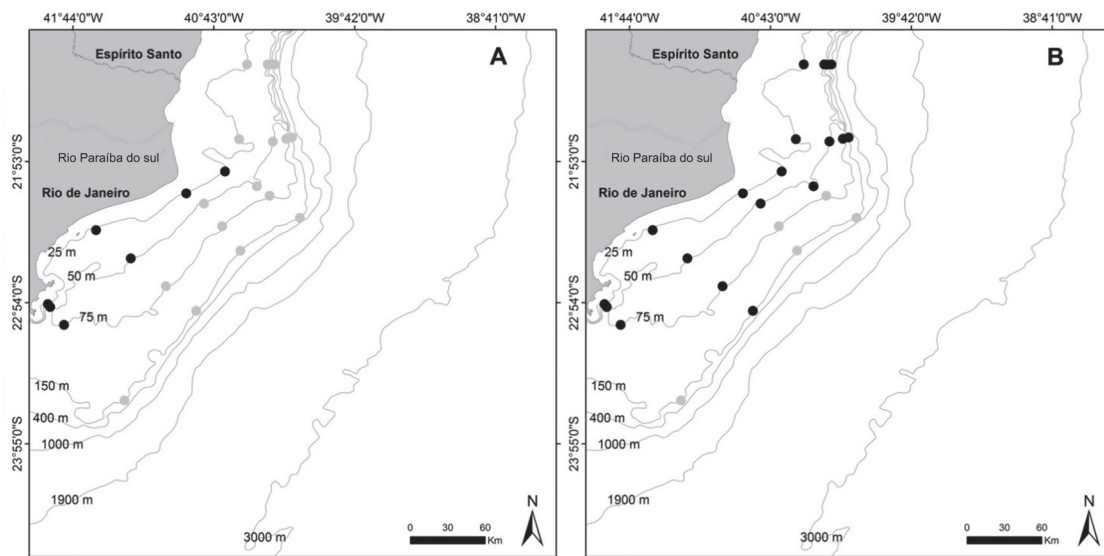 41°44'0"W 40°43'0"W 39°42'0"W 38°41'0"W
Espírito Santo
A
21°53'0"S
Rio Paraíba do sul
Rio de Janeiro
25 m
50 m
22°54'0"S
75 m
150 m
400 m
23°55'0"S
1000 m
1900 m
N
0 30 60
Km
3000 m
41°44'0"W 40°43'0"W 39°42'0"W 38°41'0"W
Espírito Santo
B
21°53'0"S
Rio Paraíba do sul
Rio de Janeiro
25 m
50 m
22°54'0"S
75 m
150 m
400 m
23°55'0"S
1000 m
1900 m
N
0 30 60
Km
3000 m